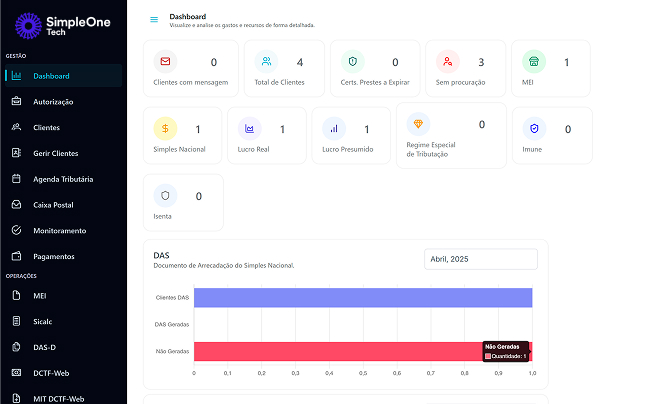 SimpleOne
Tech
GESTÃO
Dashboard
Autorização
Clientes
Gerir Clientes
Agenda Tributária
Caixa Postal
Monitoramento
Pagamentos
OPERAÇÕES
MEI
Sicalc
DAS-D
DCTF-Web
MIT DCTF-Web
Dashboard
Visualize e analise os gastos e recursos de forma detalhada.
0
Clientes com mensagem
4
Total de Clientes
0
Certs. Prestes a Expirar
3
Sem procuração
1
MEI
1
Simples Nacional
1
Lucro Real
1
Lucro Presumido
0
Regime Especial
de Tributação
0
Imune
0
Isenta
DAS
Documento de Arrecadação do Simples Nacional.
Abril, 2025
Clientes DAS
DAS Geradas
Não Geradas
Não Geradas
Quantidade: 1
0 0,1 0,2 0,3 0,4 0,5 0,6 0,7 0,8 0,9 1,0